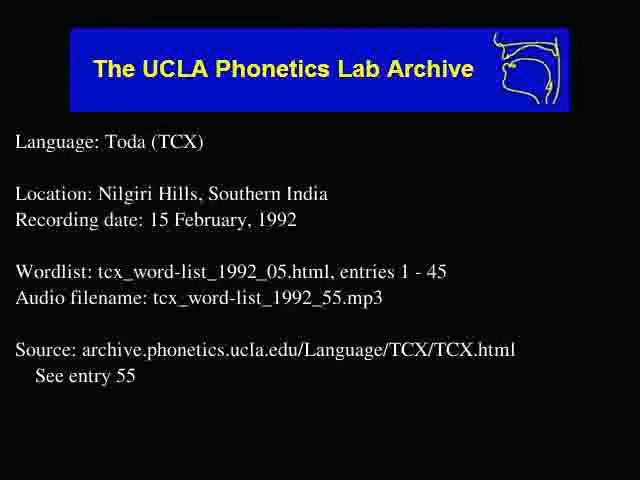 The UCLA Phonetics Lab Archive
Language: Toda (TCX)
Location: Nilgiri Hills, Southern India
Recording date: 15 February, 1992
Wordlist: tcx_word-list_1992_05.html, entries 1 - 45
Audio filename: tcx_word-list_1992_55.mp3
Source: archive.phonetics.ucla.edu/Language/TCX/TCX.html
See entry 55